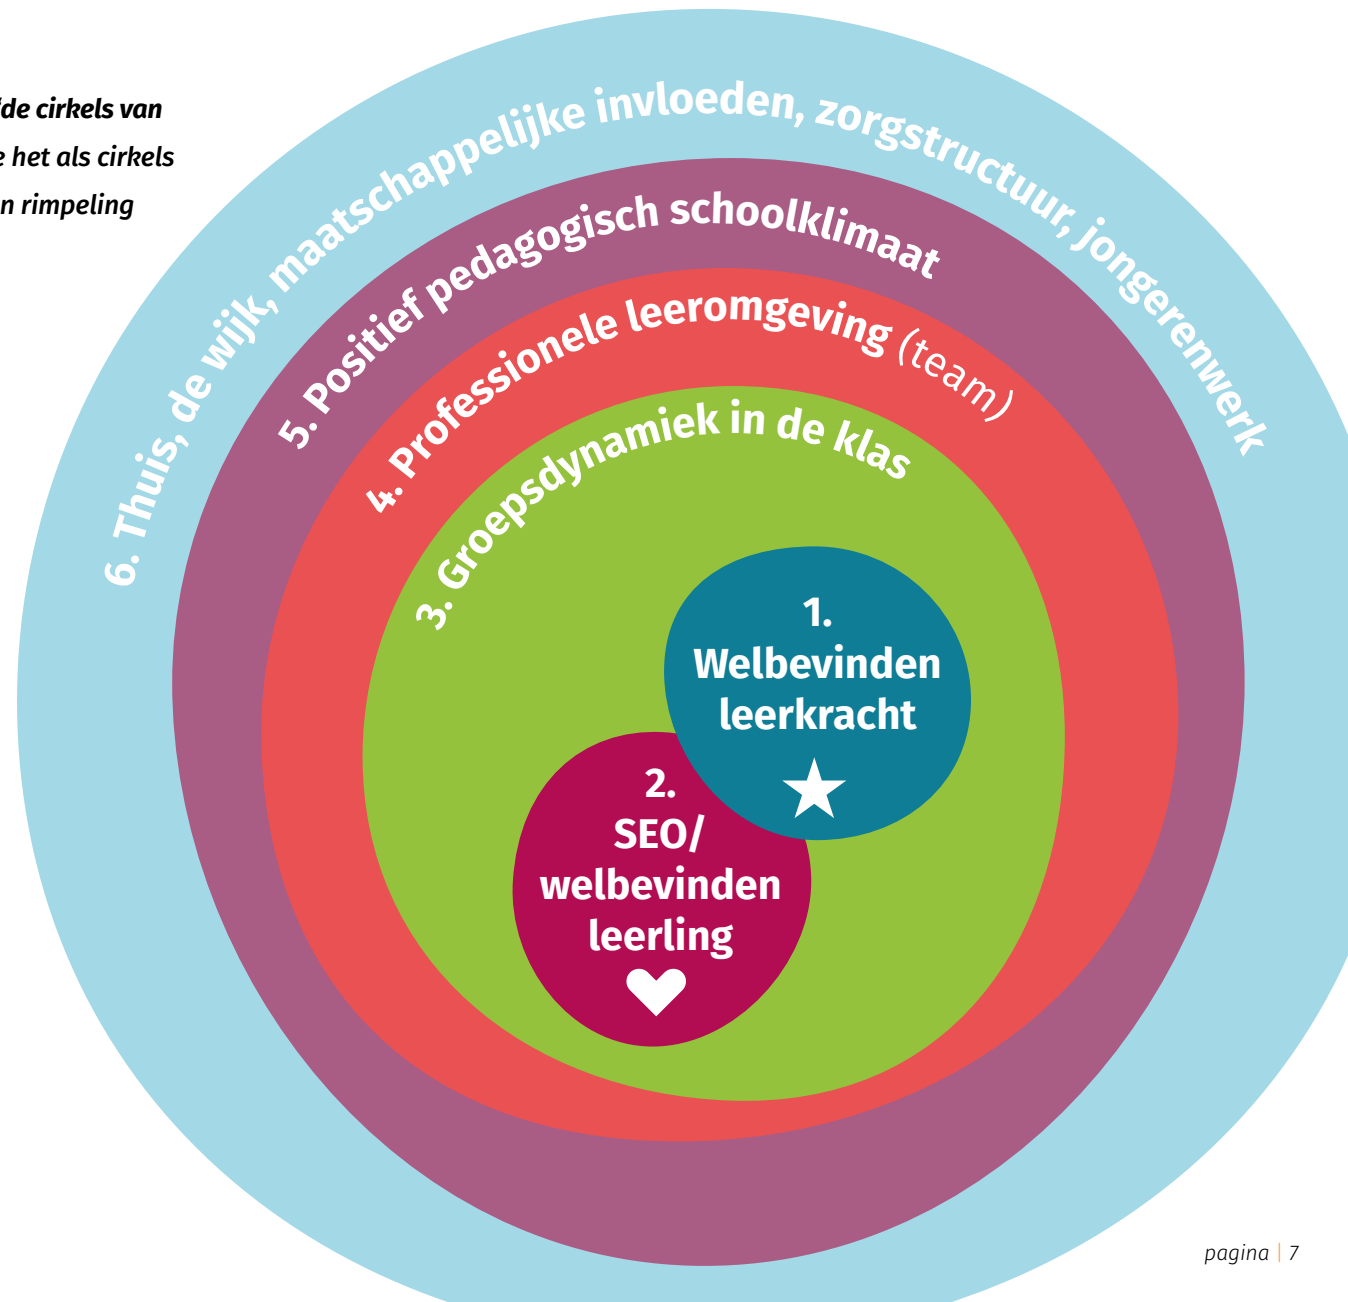 de cirkels van
het als cirkels
n rimpeling
6. Thuis, de wijk, maatschappelijke invloeden, zorgstructuur, jongerenwerk
5. Positief pedagogisch schoolklimaat
4. Professionele leeromgeving (team)
3. Groepsdynamiek in de klas
1.
Welbevinden
leerkracht
2.
SEO/
welbevinden
leerling
pagina | 7